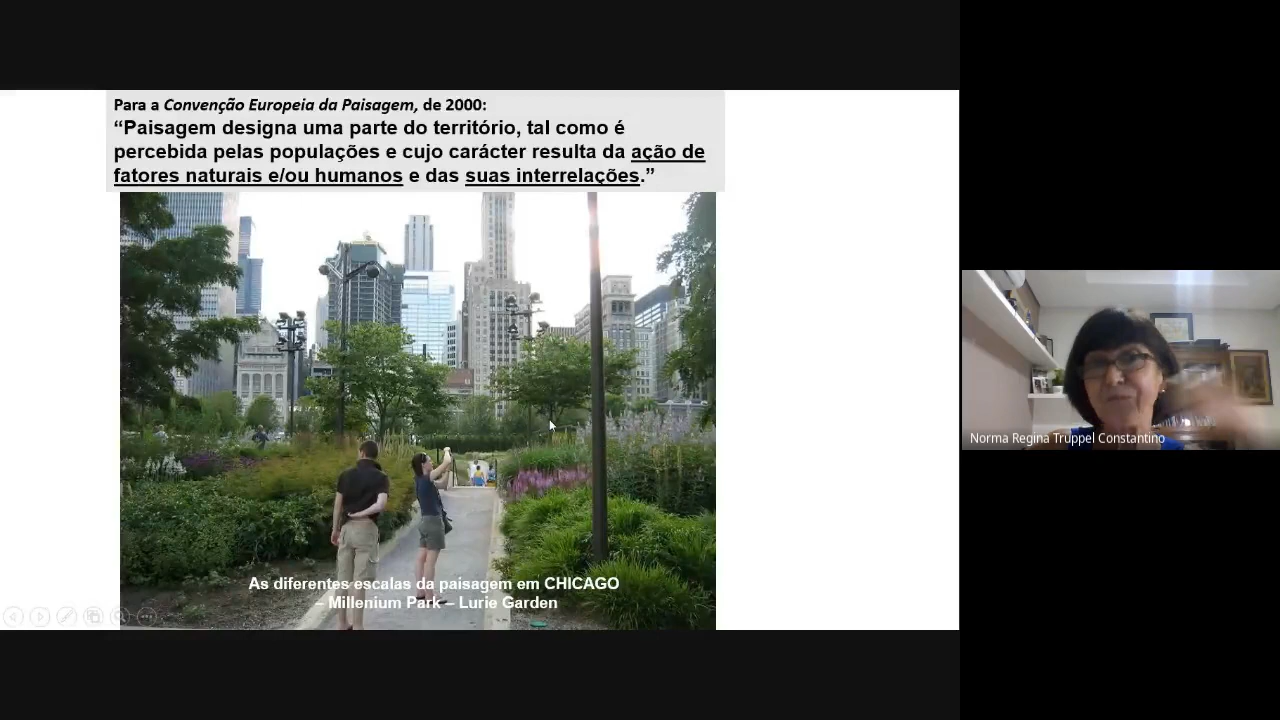 Para a Convenção Europeia da Paisagem, de 2000:
“Paisagem designa uma parte do território, tal como é
percebida pelas populações e cujo carácter resulta da ação de
fatores naturais e/ou humanos e das suas interrelações.”
As diferentes escalas da paisagem em CHICAGO
– Millenium Park – Lurie Garden
Norma Regina Truppel Constantino